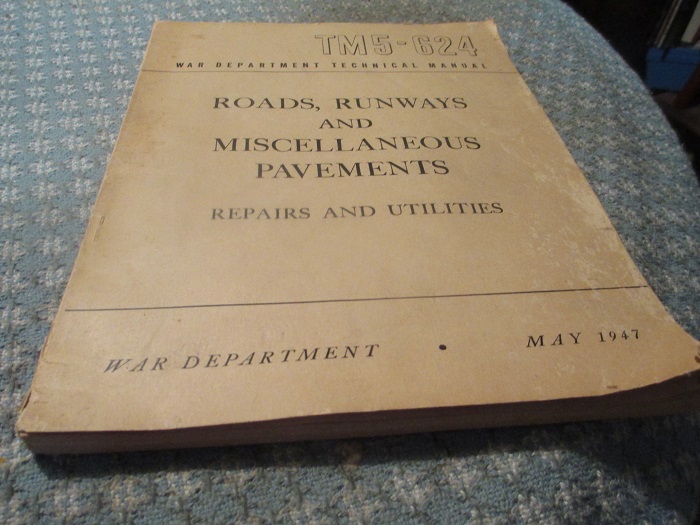 TM5-624
WAR DEPARTMENT TECHNICAL MANUAL
ROADS, RUNWAYS
AND
MISCELLANEOUS
PAVEMENTS
REPAIRS AND UTILITIES
WAR DEPARTMENT • MAY 1947